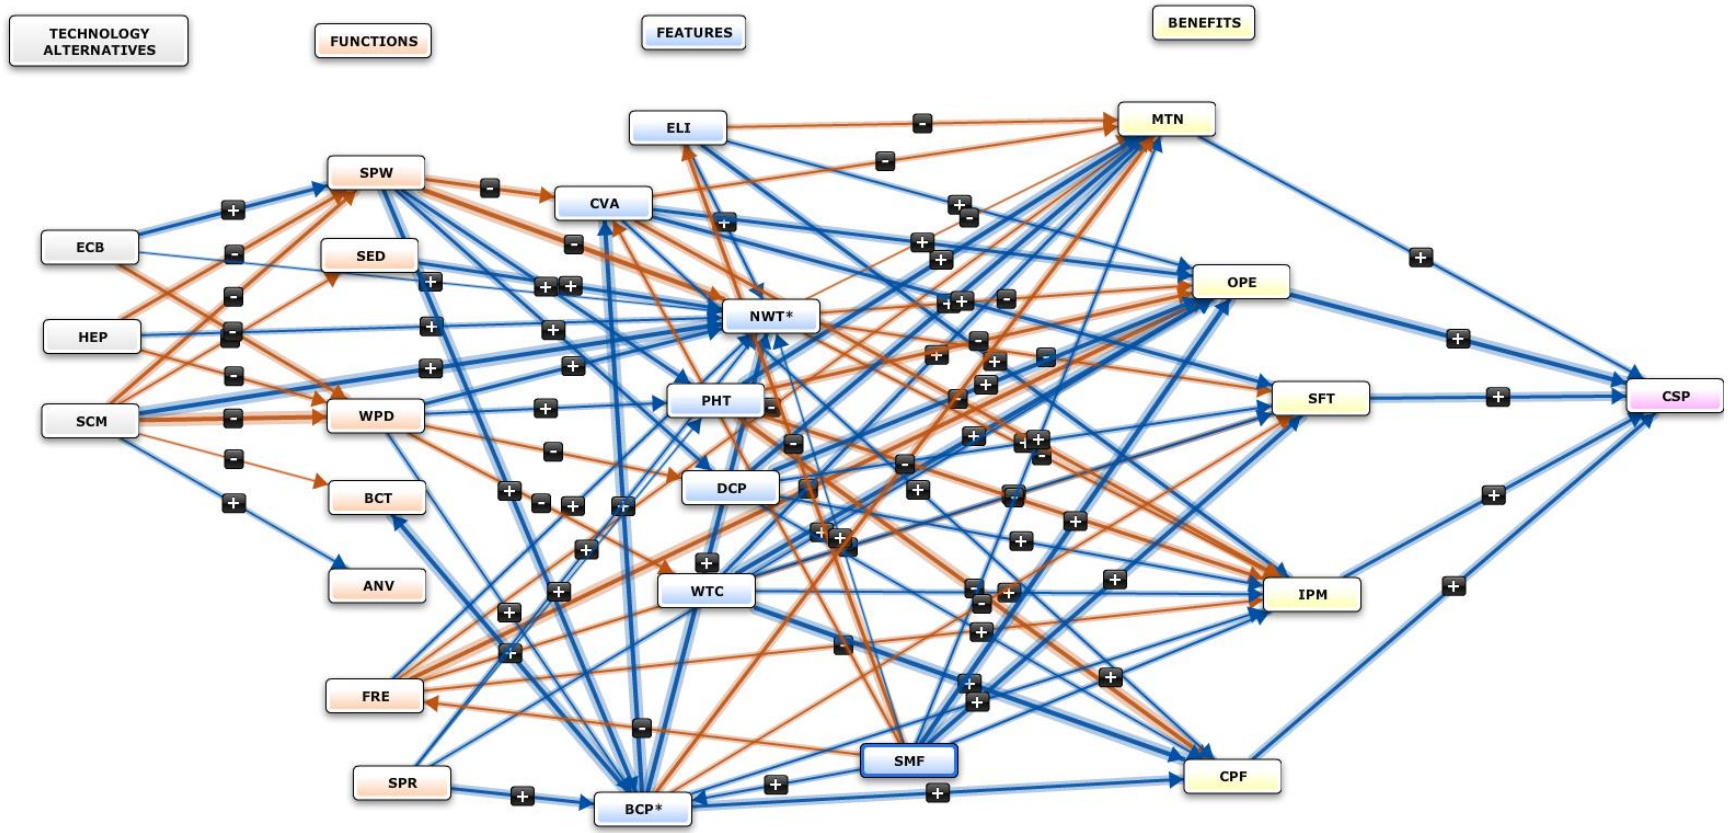 TECHNOLOGY
ALTERNATIVES
FUNCTIONS
FEATURES
BENEFITS
ELI
MTN
SPW
CVA
ECB
SED
OPE
HEP
NWT*
PHT
SFT
CSP
SCM
WPD
DCP
BCT
ANV
WTC
IPM
FRE
SMF
SPR
CPF
BCP*